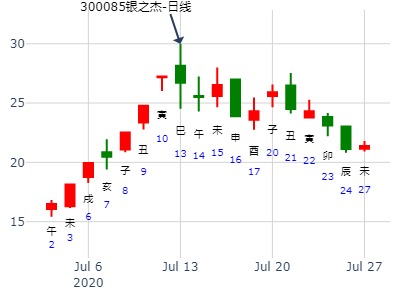 300085银之杰-日线
30
25
20
15
午
2
未
3
戌
6
亥
7
子
8
丑
9
寅
10
巳
13
午
14
未
15
申
16
酉
17
子
20
丑
21
寅
22
卯
23
辰
24
未
27
Jul 6
2020
Jul 13
Jul 20
Jul 27